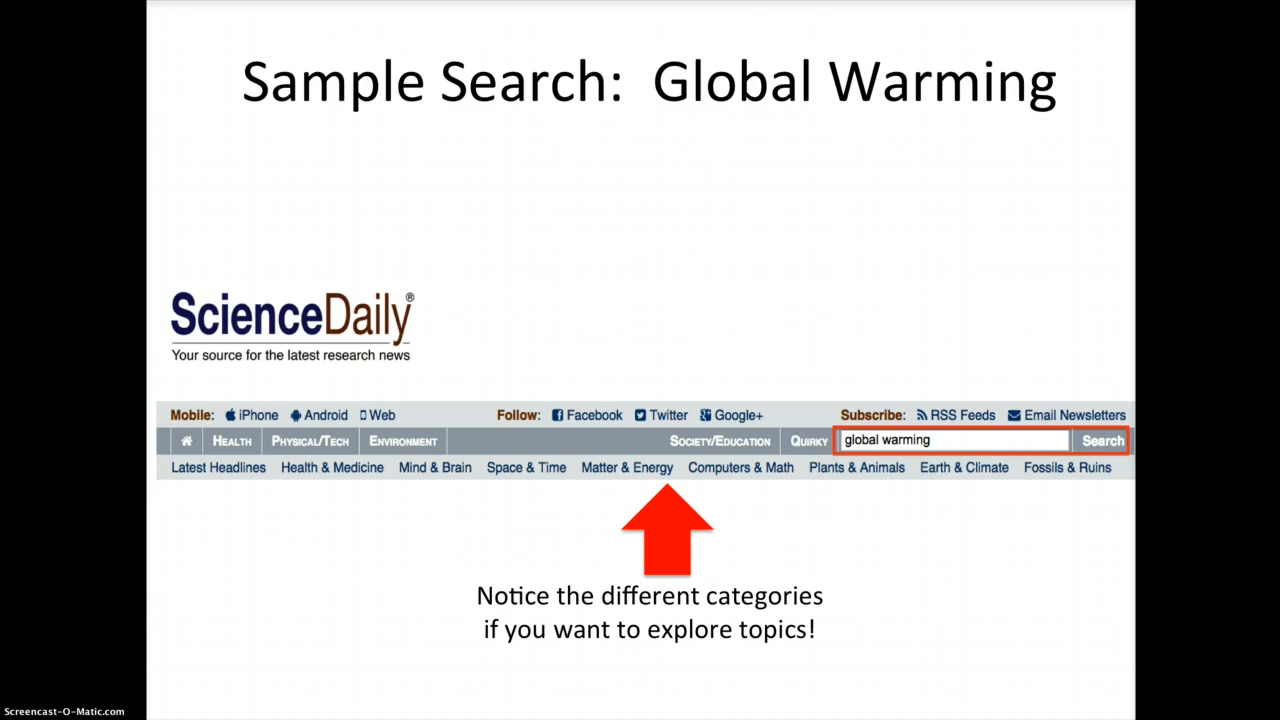 Sample Search: Global Warming
ScienceDaily®
Your source for the latest research news
Mobile: iPhone Android Web Follow: Facebook Twitter Google+ Subscribe: RSS Feeds Email Newsletters
HEALTH PHYSICAL/TECH ENVIRONMENT SOCIETY/EDUCATION QUIRKY global warming Search
Latest Headlines Health & Medicine Mind & Brain Space & Time Matter & Energy Computers & Math Plants & Animals Earth & Climate Fossils & Ruins
Notice the different categories
if you want to explore topics!
Screencast-O-Matic.com